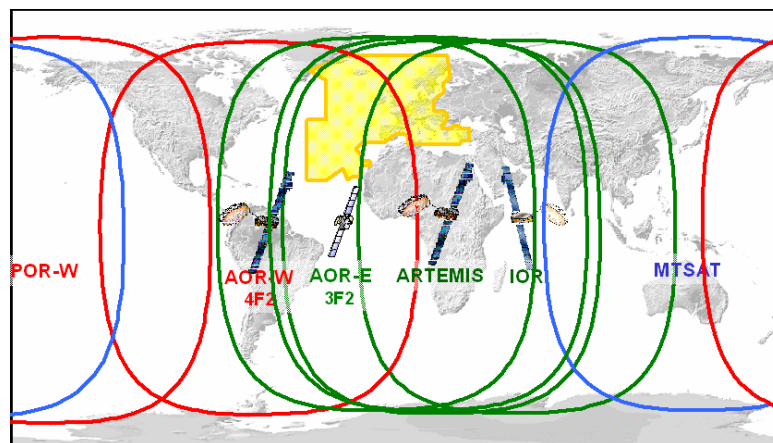 POR-W
AOR-W
4F2
AOR-E
3F2
ARTEMIS
IOR
MTSAT